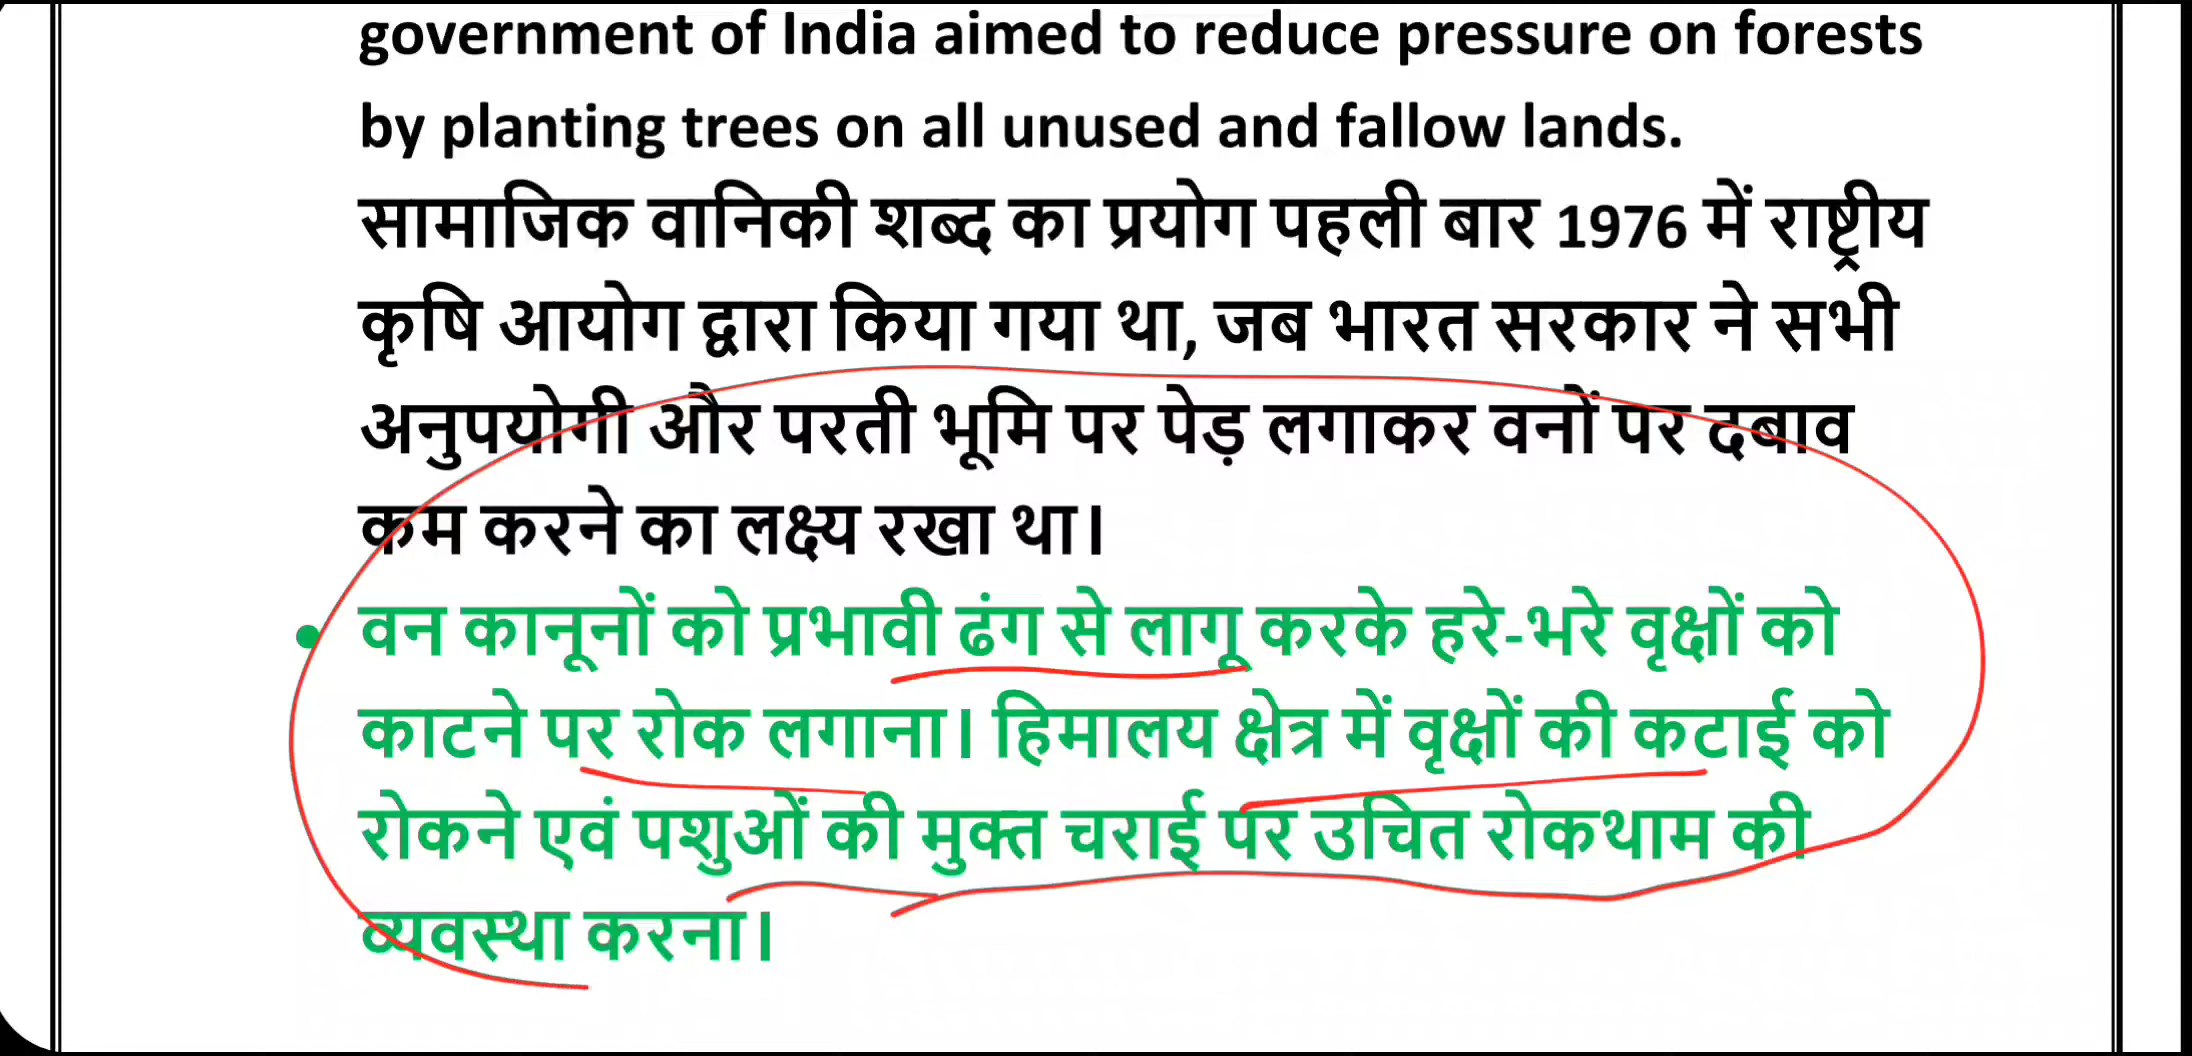 government of India aimed to reduce pressure on forests
by planting trees on all unused and fallow lands.
सामाजिक वानिकी शब्द का प्रयोग पहली बार 1976 में राष्ट्रीय
कृषि आयोग द्वारा किया गया था, जब भारत सरकार ने सभी
अनुपयोगी और परती भूमि पर पेड़ लगाकर वनों पर दबाव
कम करने का लक्ष्य रखा था।
• वन कानूनों को प्रभावी ढंग से लागू करके हरे-भरे वृक्षों को
काटने पर रोक लगाना। हिमालय क्षेत्र में वृक्षों की कटाई को
रोकने एवं पशुओं की मुक्त चराई पर उचित रोकथाम की
व्यवस्था करना।